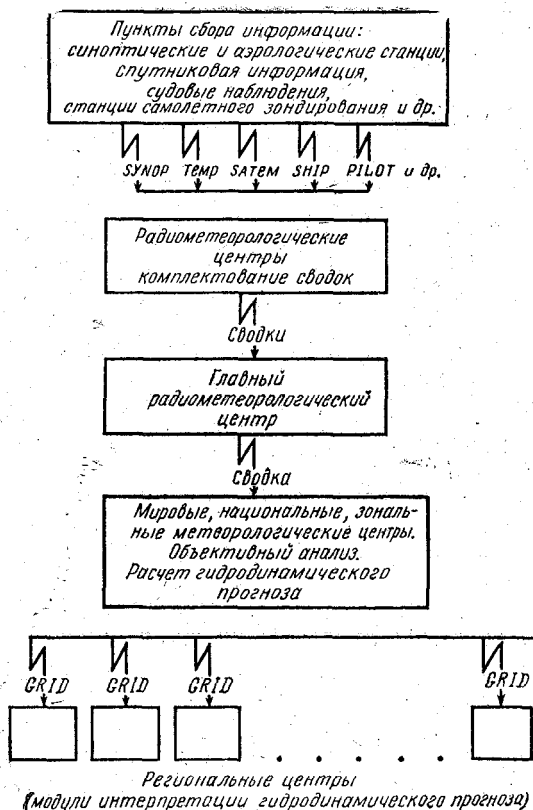 Пункты сбора информации:
синоптические и аэрологические станции,
спутниковая информация,
судовые наблюдения,
станции самолетного зондирования и др.
SYNOP TEMP SATEM SHIP PILOT и др.
Радиометеорологические
центры
комплектование сводок
Сводки
Главный
радиометеорологический
центр
Сводка
Мировые, национальные, зональ-
ные метеорологические центры.
Объективный анализ.
Расчет гидродинамического
прогноза
GRID GRID GRID GRID
Региональные центры
(модули интерпретации гидродинамического прогноза)